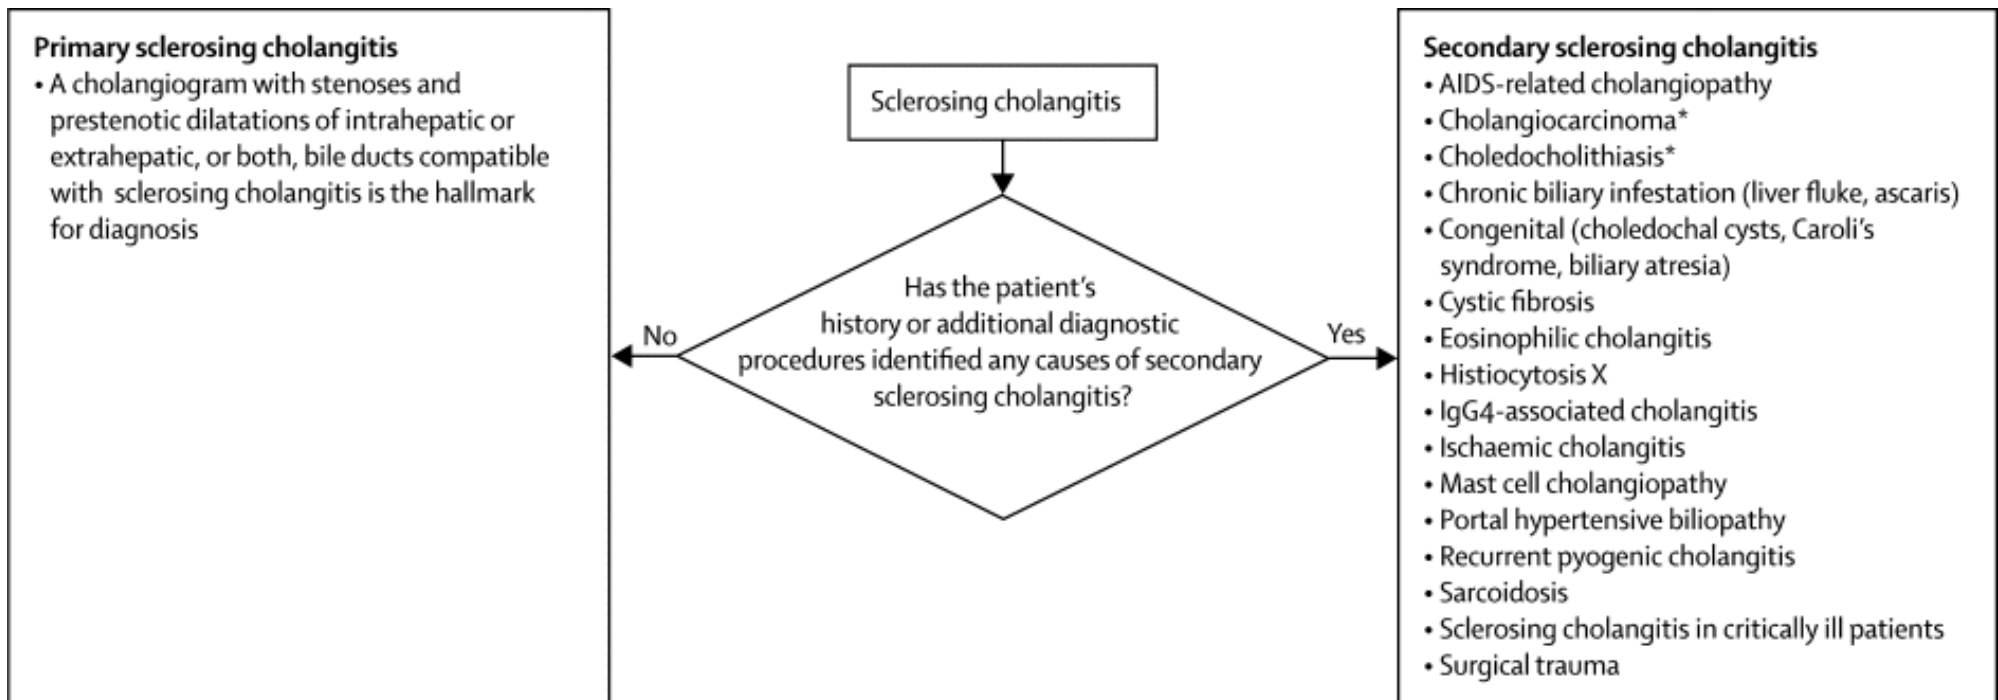 Primary sclerosing cholangitis
• A cholangiogram with stenoses and
prestenotic dilatations of intrahepatic or
extrahepatic, or both, bile ducts compatible
with sclerosing cholangitis is the hallmark
for diagnosis
Sclerosing cholangitis
Has the patient's
history or additional diagnostic
procedures identified any causes of secondary
sclerosing cholangitis?
No
Yes
Secondary sclerosing cholangitis
• AIDS-related cholangiopathy
• Cholangiocarcinoma*
• Choledocholithiasis*
• Chronic biliary infestation (liver fluke, ascaris)
• Congenital (choledochal cysts, Caroli's
syndrome, biliary atresia)
• Cystic fibrosis
• Eosinophilic cholangitis
• Histiocytosis X
• IgG4-associated cholangitis
• Ischaemic cholangitis
• Mast cell cholangiopathy
• Portal hypertensive biliopathy
• Recurrent pyogenic cholangitis
• Sarcoidosis
• Sclerosing cholangitis in critically ill patients
• Surgical trauma